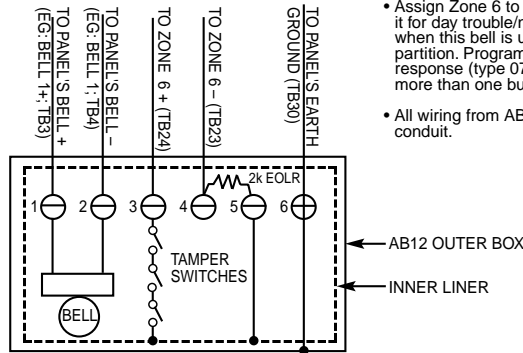 TO PANEL'S BELL +
(EG: BELL 1+; TB3)
TO PANEL'S BELL –
(EG: BELL 1; TB4)
TO ZONE 6 + (TB24)
TO ZONE 6 – (TB23)
TO PANEL'S EARTH
GROUND (TB30)
• Assign Zone 6 to
it for day trouble/
when this bell is
partition. Program
response (type 07
more than one
• All wiring from
conduit.
2k EOLR
1 2 3 4 5 6
TAMPER
SWITCHES
BELL
AB12 OUTER BOX
INNER LINER